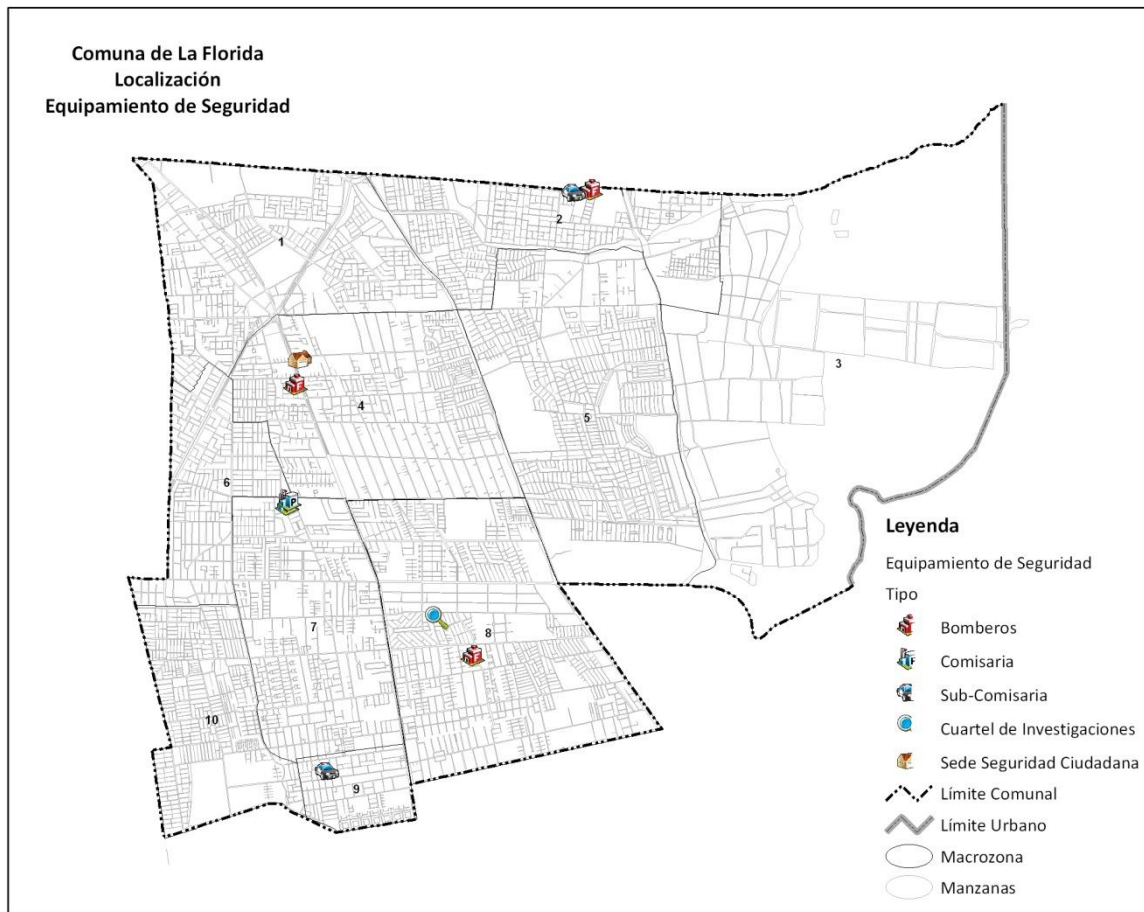 Comuna de La Florida
Localización
Equipamiento de Seguridad
1
2
3
4
5
6
7
8
9
10
Leyenda
Equipamiento de Seguridad
Tipo
Bomberos
Comisaria
Sub-Comisaria
Cuartel de Investigaciones
Sede Seguridad Ciudadana
Límite Comunal
Límite Urbano
Macrozona
Manzanas